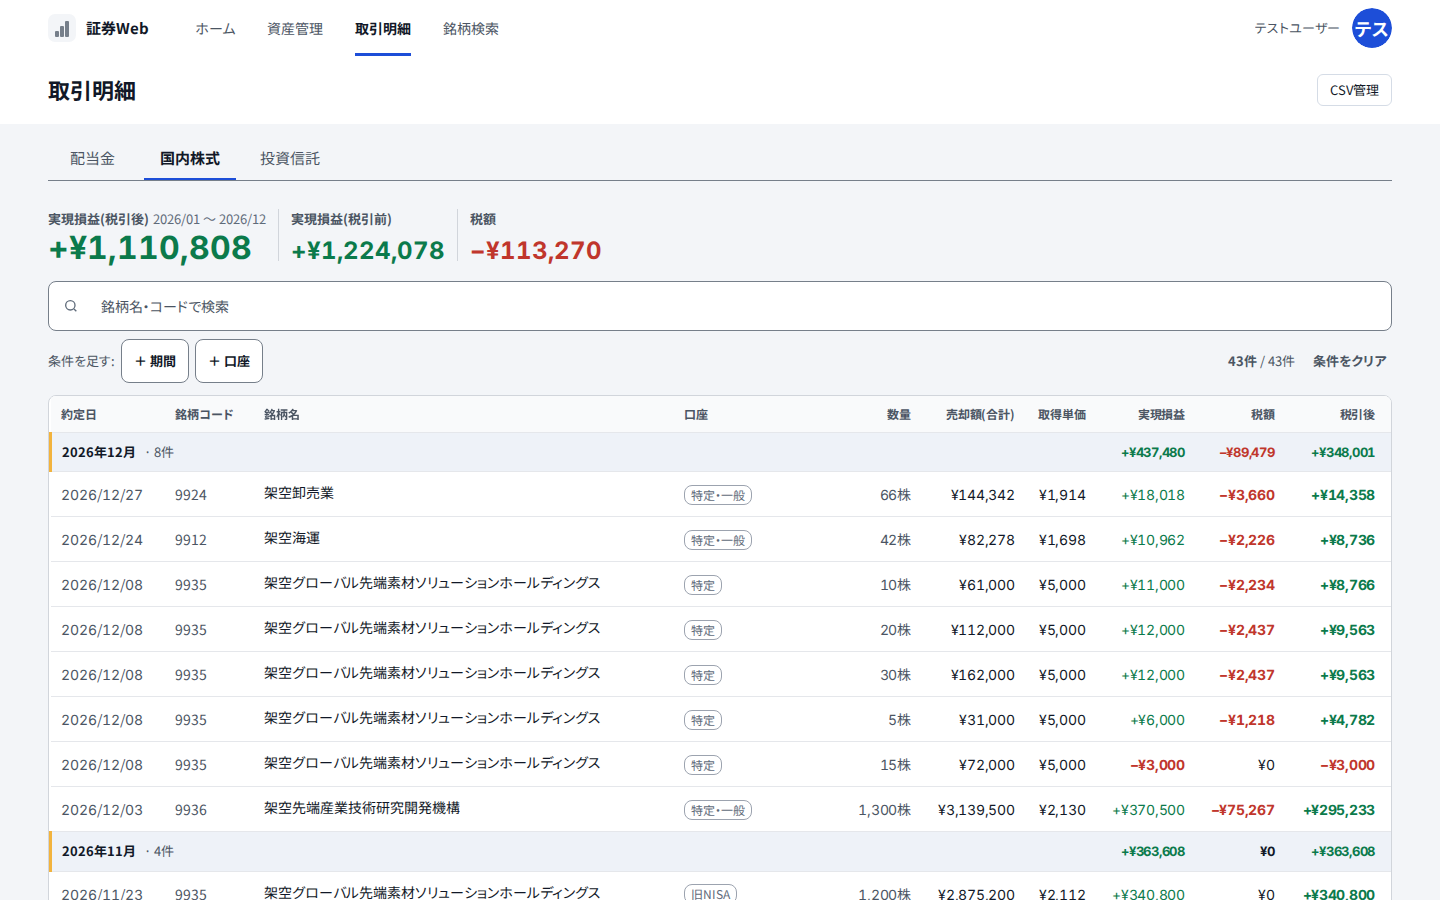 証券Web ホーム 資産管理 取引明細 銘柄検索 テストユーザー テス
取引明細 CSV管理
配当金 国内株式 投資信託
実現損益(税引後) 2026/01 〜 2026/12 実現損益(税引前) 税額
+¥1,110,808 +¥1,224,078 −¥113,270
銘柄名・コードで検索
条件を足す: + 期間 + 口座 43件 / 43件 条件をクリア
約定日 銘柄コード 銘柄名 口座 数量 売却額(合計) 取得単価 実現損益 税額 税引後
2026年12月 · 8件 +¥437,480 −¥89,479 +¥348,001
2026/12/27 9924 架空卸売業 特定・一般 66株 ¥144,342 ¥1,914 +¥18,018 −¥3,660 +¥14,358
2026/12/24 9912 架空海運 特定・一般 42株 ¥82,278 ¥1,698 +¥10,962 −¥2,226 +¥8,736
2026/12/08 9935 架空グローバル先端素材ソリューションホールディングス 特定 10株 ¥61,000 ¥5,000 +¥11,000 −¥2,234 +¥8,766
2026/12/08 9935 架空グローバル先端素材ソリューションホールディングス 特定 20株 ¥112,000 ¥5,000 +¥12,000 −¥2,437 +¥9,563
2026/12/08 9935 架空グローバル先端素材ソリューションホールディングス 特定 30株 ¥162,000 ¥5,000 +¥12,000 −¥2,437 +¥9,563
2026/12/08 9935 架空グローバル先端素材ソリューションホールディングス 特定 5株 ¥31,000 ¥5,000 +¥6,000 −¥1,218 +¥4,782
2026/12/08 9935 架空グローバル先端素材ソリューションホールディングス 特定 15株 ¥72,000 ¥5,000 −¥3,000 ¥0 −¥3,000
2026/12/03 9936 架空先端産業技術研究開発機構 特定・一般 1,300株 ¥3,139,500 ¥2,130 +¥370,500 −¥75,267 +¥295,233
2026年11月 · 4件 +¥363,608 ¥0 +¥363,608
2026/11/23 9935 架空グローバル先端素材ソリューションホールディングス 旧NISA 1,200株 ¥2,875,200 ¥2,112 +¥340,800 ¥0 +¥340,800